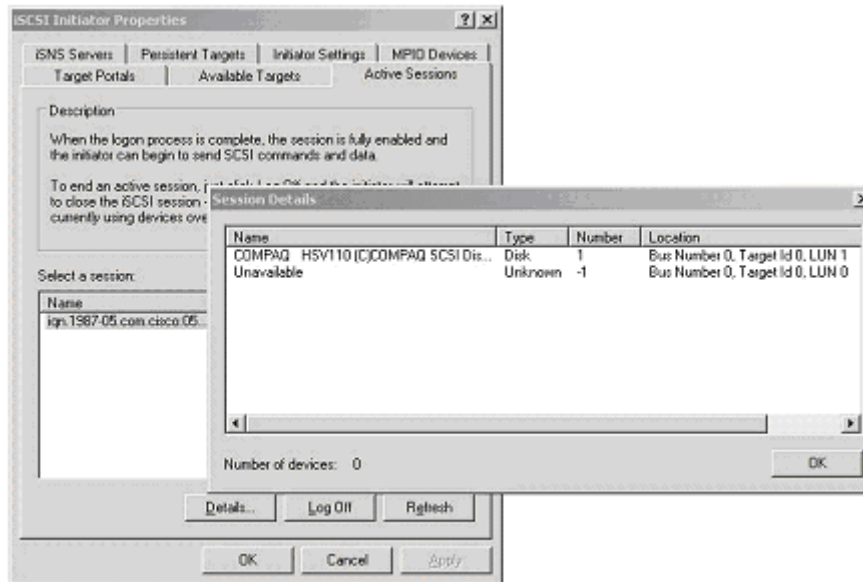 iSCSI Initiator Properties
iSNS Servers Persistent Targets Initiator Settings MPIO Devices
Target Portals Available Targets Active Sessions
Description
When the logon process is complete, the session is fully enabled and
the initiator can begin to send SCSI commands and data.
To end an active session,
to close the iSCSI session -
currently using devices
Select a session:
Name
iqn.1987-05.com.cisco:05...
Details... Log Off Refresh
OK Cancel Apply
Session Details
Name Type Number Location
COMPAQ HSV110 (C)COMPAQ SCSI Dis... Disk 1 Bus Number 0, Target Id 0, LUN 1
Unavailable Unknown -1 Bus Number 0, Target Id 0, LUN 0
Number of devices: 0
OK